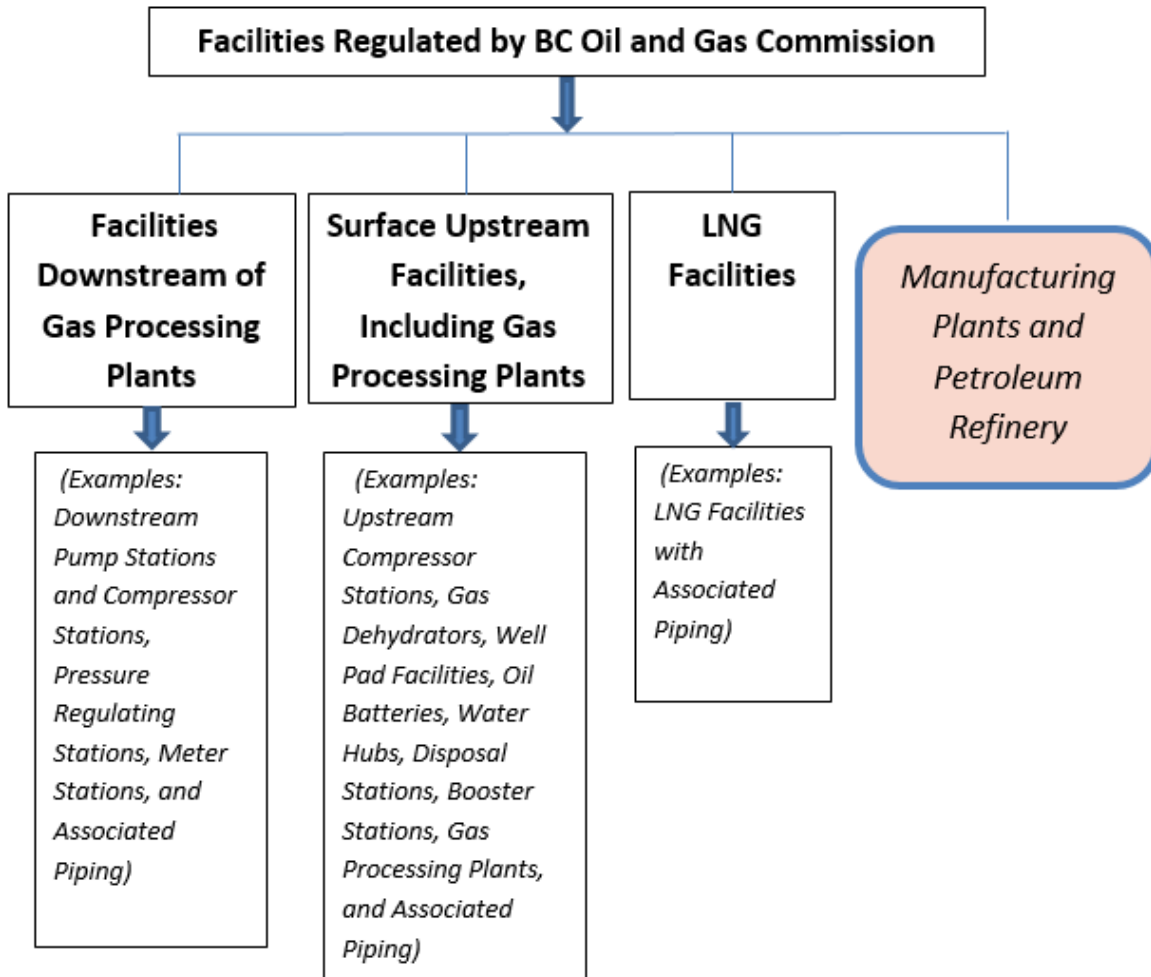 Facilities Regulated by BC Oil and Gas Commission
Facilities
Downstream of
Gas Processing
Plants
Surface Upstream
Facilities,
Including Gas
Processing Plants
LNG
Facilities
Manufacturing
Plants and
Petroleum
Refinery
(Examples:
Downstream
Pump Stations
and Compressor
Stations,
Pressure
Regulating
Stations, Meter
Stations, and
Associated
Piping)
(Examples:
Upstream
Compressor
Stations, Gas
Dehydrators, Well
Pad Facilities, Oil
Batteries, Water
Hubs, Disposal
Stations, Booster
Stations, Gas
Processing Plants,
and Associated
Piping)
(Examples:
LNG Facilities
with
Associated
Piping)